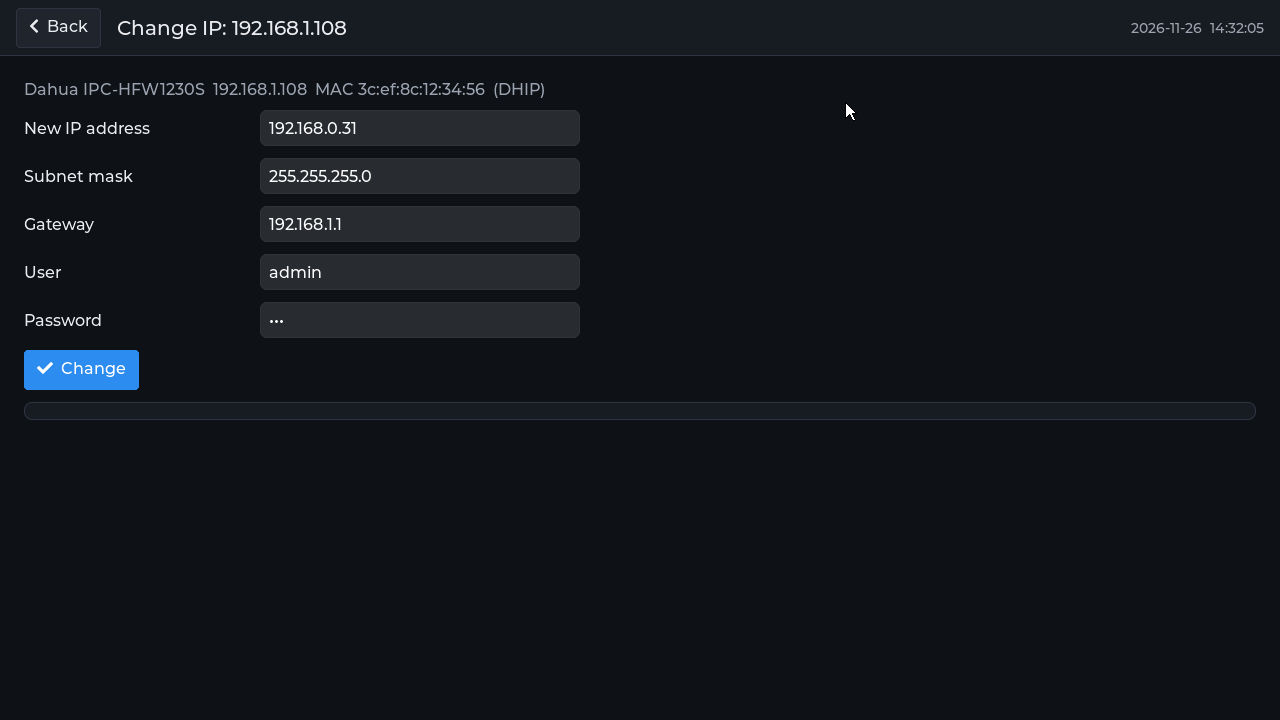 Back
Change IP: 192.168.1.108
2026-11-26 14:32:05
Dahua IPC-HFW1230S 192.168.1.108 MAC 3c:ef:8c:12:34:56 (DHIP)
New IP address 192.168.0.31
Subnet mask 255.255.255.0
Gateway 192.168.1.1
User admin
Password •••
Change